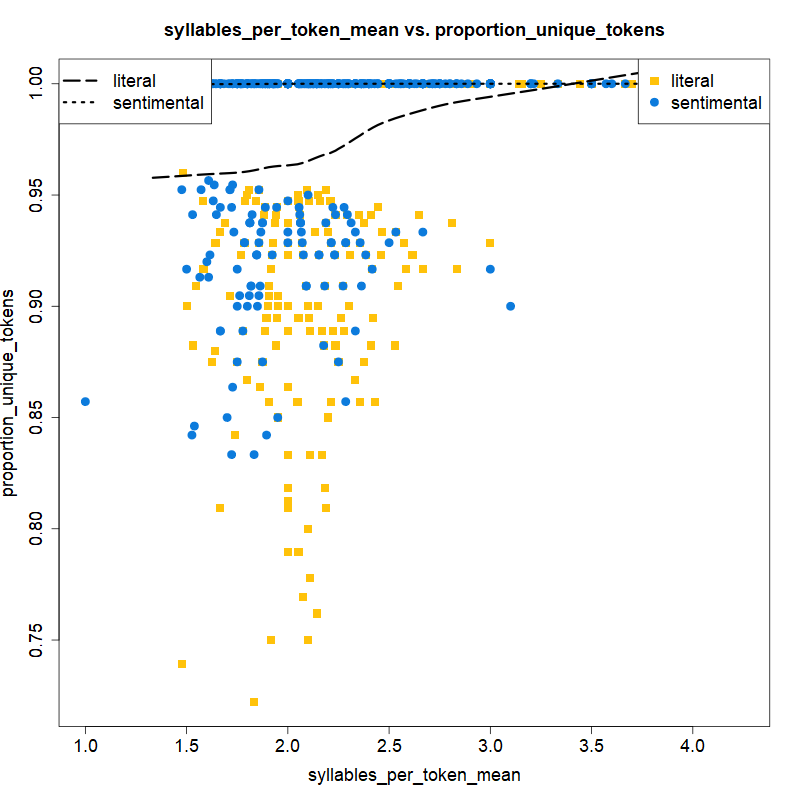 syllables_per_token_mean vs. proportion_unique_tokens
literal
sentimental
literal
sentimental
proportion_unique_tokens
1.00
0.95
0.90
0.85
0.80
0.75
1.0 1.5 2.0 2.5 3.0 3.5 4.0
syllables_per_token_mean